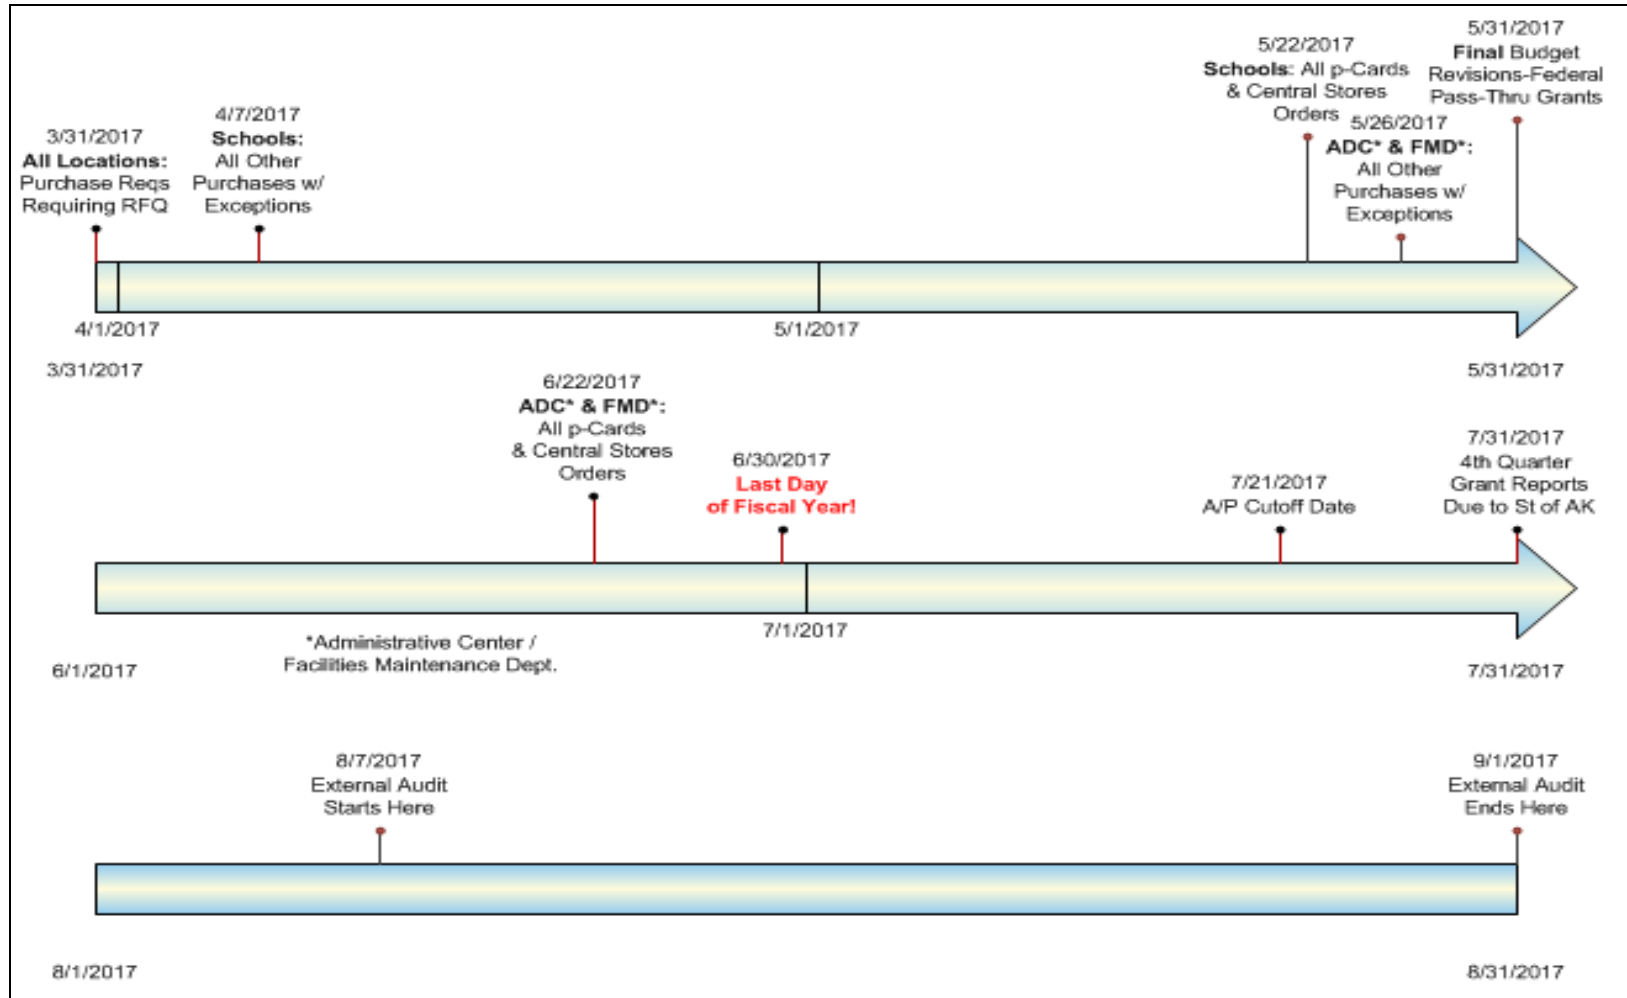 3/31/2017
All Locations:
Purchase Reqs
Requiring RFQ
4/7/2017
Schools:
All Other
Purchases w/
Exceptions
5/22/2017
Schools: All p-Cards
& Central Stores
Orders
5/26/2017
ADC* & FMD*:
All Other
Purchases w/
Exceptions
5/31/2017
Final Budget
Revisions-Federal
Pass-Thru Grants
4/1/2017
5/1/2017
3/31/2017
5/31/2017
6/22/2017
ADC* & FMD*:
All p-Cards
& Central Stores
Orders
6/30/2017
Last Day
of Fiscal Year!
7/21/2017
A/P Cutoff Date
7/31/2017
4th Quarter
Grant Reports
Due to St of AK
7/1/2017
*Administrative Center /
Facilities Maintenance Dept.
6/1/2017
7/31/2017
8/7/2017
External Audit
Starts Here
9/1/2017
External Audit
Ends Here
8/1/2017
8/31/2017